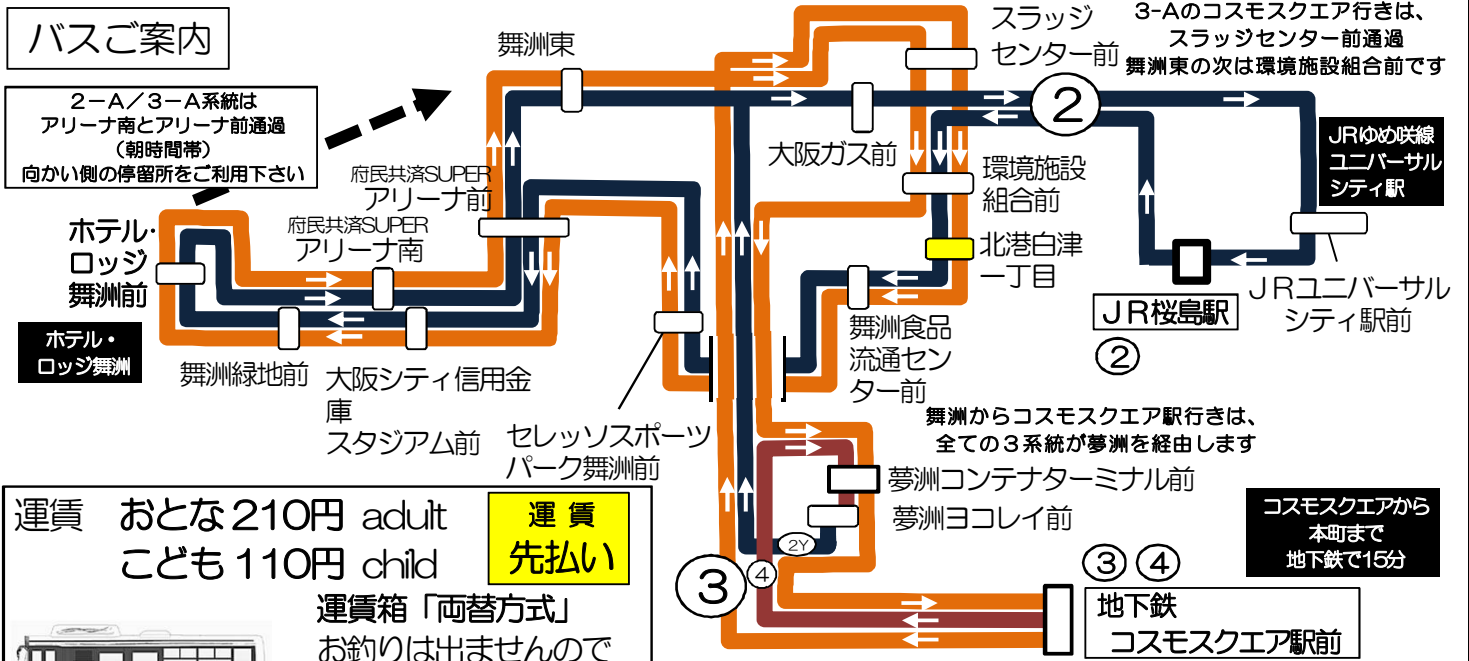 バスご案内
2－A／3－A系統は
アリーナ南とアリーナ前通過
（朝時間帯）
向かい側の停留所をご利用下さい
舞洲東
スラッジ
センター前
3-Aのコスモスクエア行きは、
スラッジセンター前通過
舞洲東の次は環境施設組合前です
②
大阪ガス前
JRゆめ咲線
ユニバーサル
シティ駅
府民共済SUPER
アリーナ前
府民共済SUPER
アリーナ南
環境施設
組合前
ホテル・
ロッジ
舞洲前
北港白津
一丁目
JRユニバーサル
シティ駅前
JR桜島駅
②
ホテル・
ロッジ舞洲
舞洲緑地前
大阪シティ信用金
庫
スタジアム前
舞洲食品
流通セン
ター前
セレッソスポーツ
パーク舞洲前
舞洲からコスモスクエア駅行きは、
全ての３系統が夢洲を経由します
夢洲コンテナターミナル前
夢洲ヨコレイ前
2Y
④
③
コスモスクエアから
本町まで
地下鉄で15分
③ ④
地下鉄
コスモスクエア駅前
運賃 おとな210円 adult
こども110円 child
運賃
先払い
運賃箱「両替方式」
お釣りは出ませんので